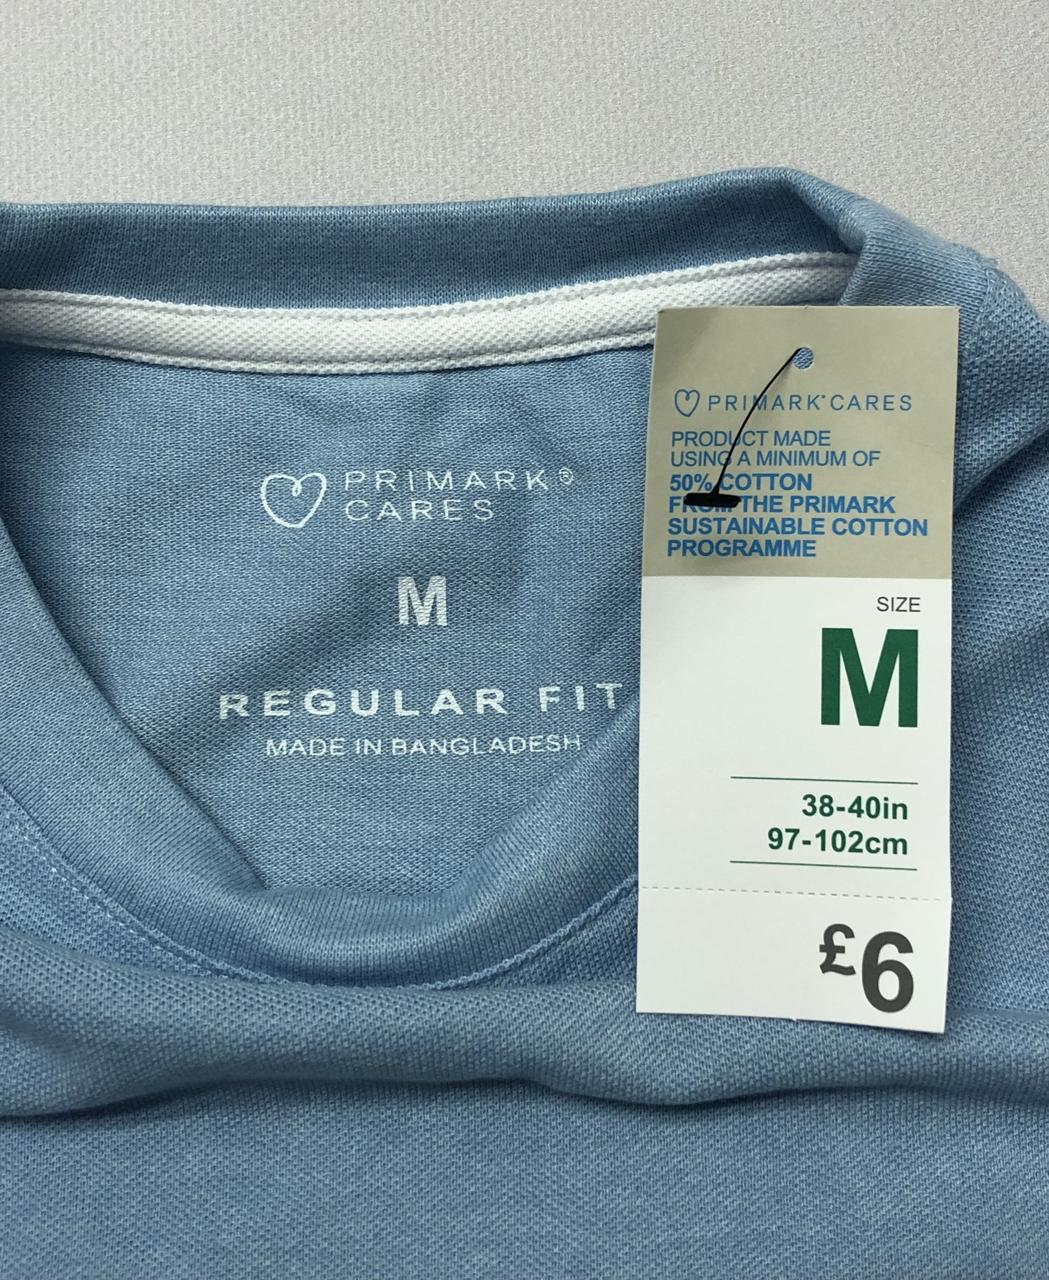 PRIMARK®
CARES
M
REGULAR FIT
MADE IN BANGLADESH
PRIMARK® CARES
PRODUCT MADE
USING A MINIMUM OF
50% COTTON
FROM THE PRIMARK
SUSTAINABLE COTTON
PROGRAMME
SIZE
M
38-40in
97-102cm
£6